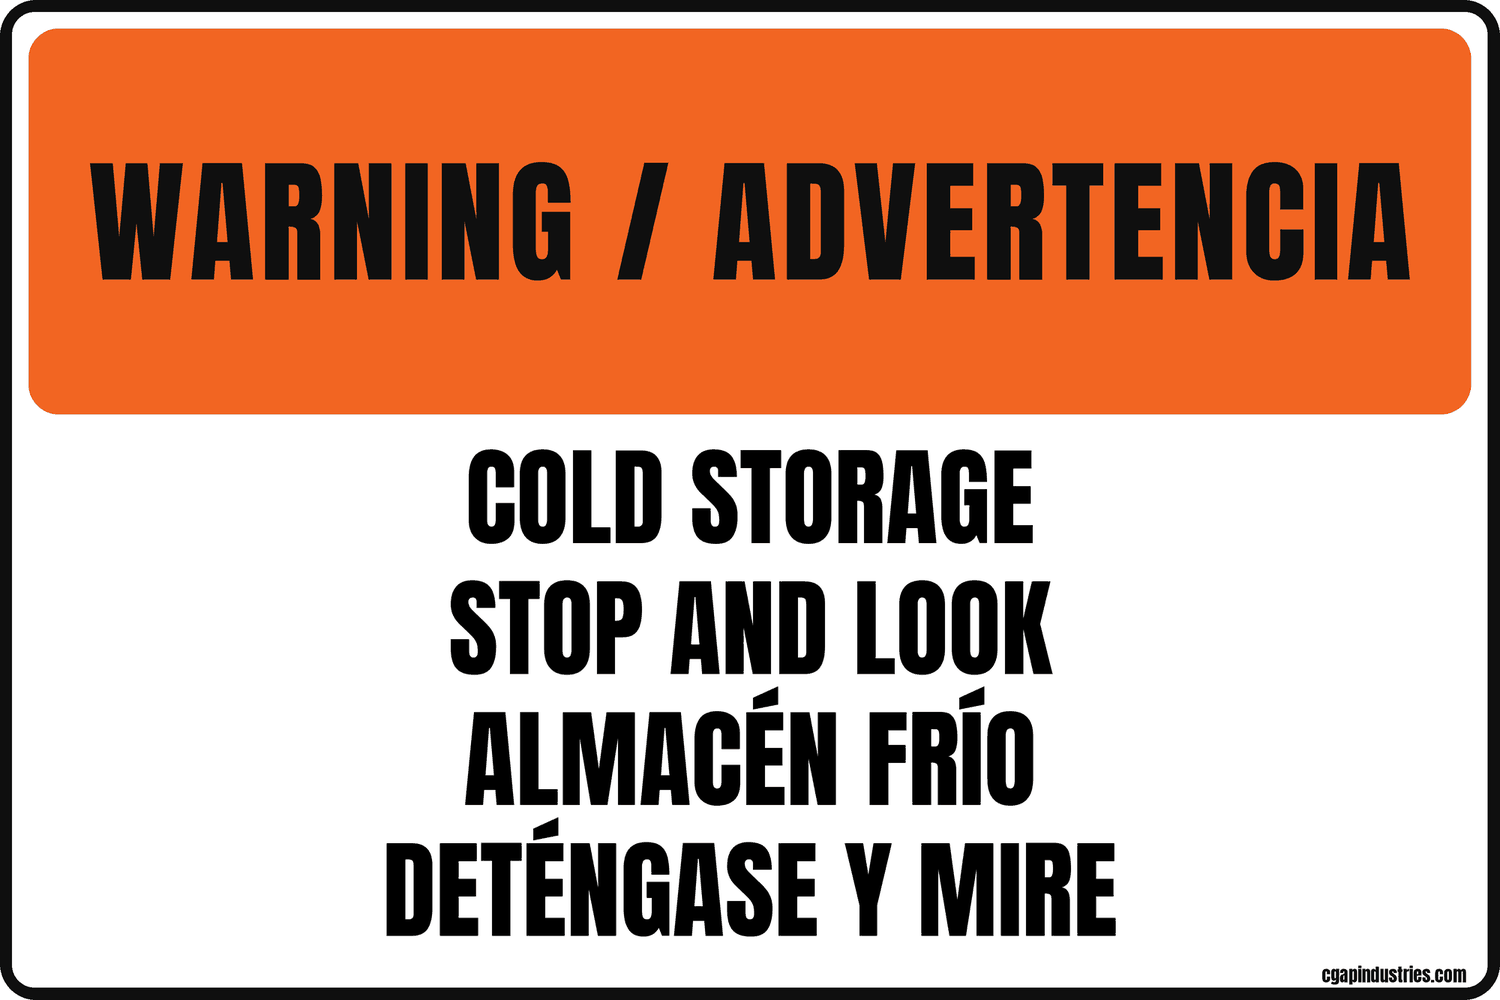 WARNING / ADVERTENCIA
COLD STORAGE
STOP AND LOOK
ALMACÉN FRÍO
DETÉNGASE Y MIRE
cgapindustries.com